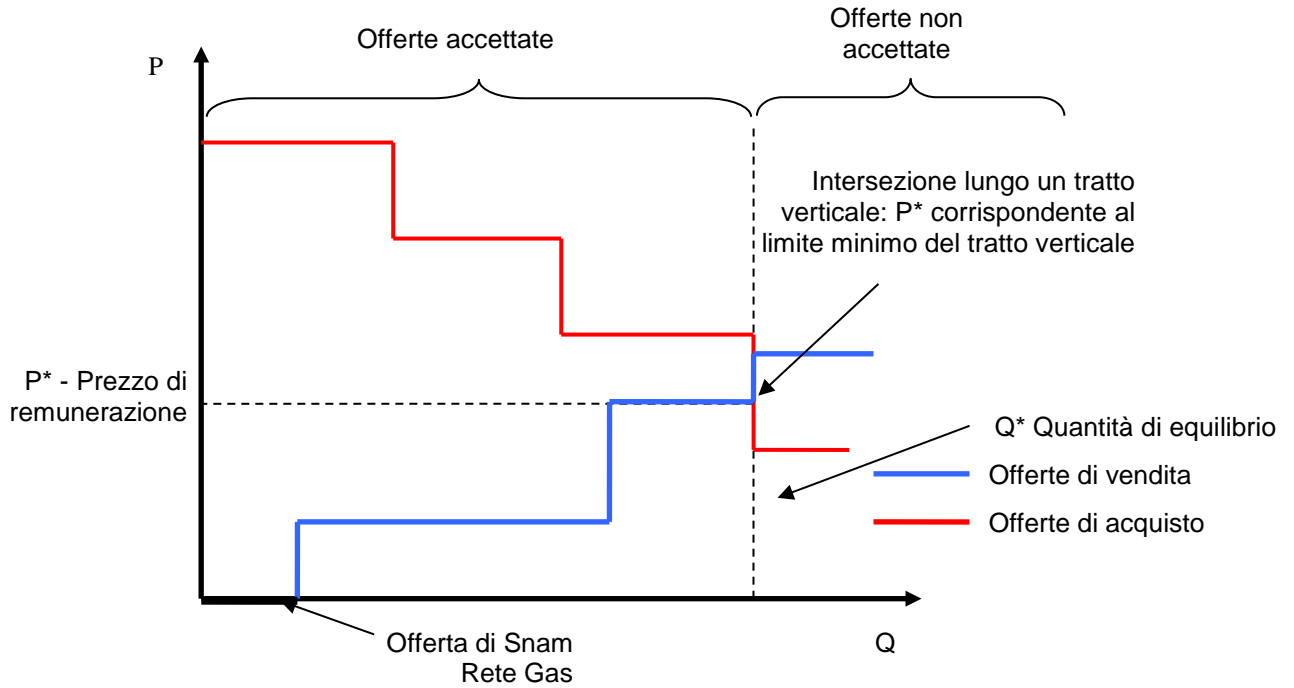 Offerte accettate
Offerte non
accettate
P
Intersezione lungo un tratto
verticale: P* corrispondente al
limite minimo del tratto verticale
P* - Prezzo di
remunerazione
Q* Quantità di equilibrio
Offerte di vendita
Offerte di acquisto
Offerta di Snam
Rete Gas
Q